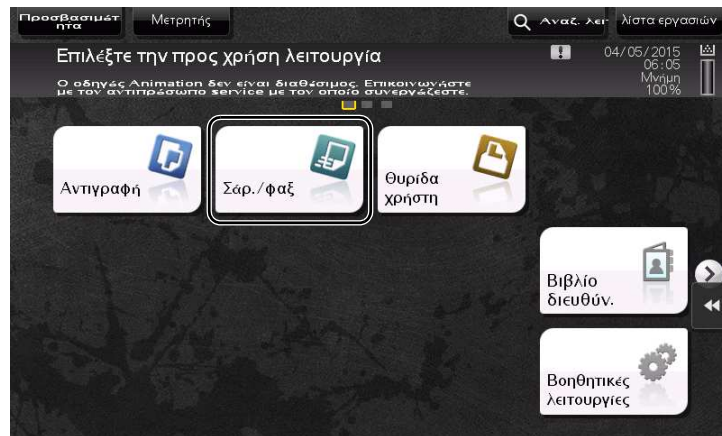 Προσβασιμότ
ητα
Μετρητής
Αναζ. λει
λίστα εργασιών
Επιλέξτε την προς χρήση λειτουργία
Ο οδηγός Animation δεν είναι διαθέσιμος. Επικοινωνήστε
με τον αντιπρόσωπο service με τον οποίο συνεργάζεστε.
04/05/2015
06:05
Μνήμη
100%
Αντιγραφή
Σάρ./φαξ
Θυρίδα
χρήστη
Βιβλίο
διευθύν.
Βοηθητικές
λειτουργίες